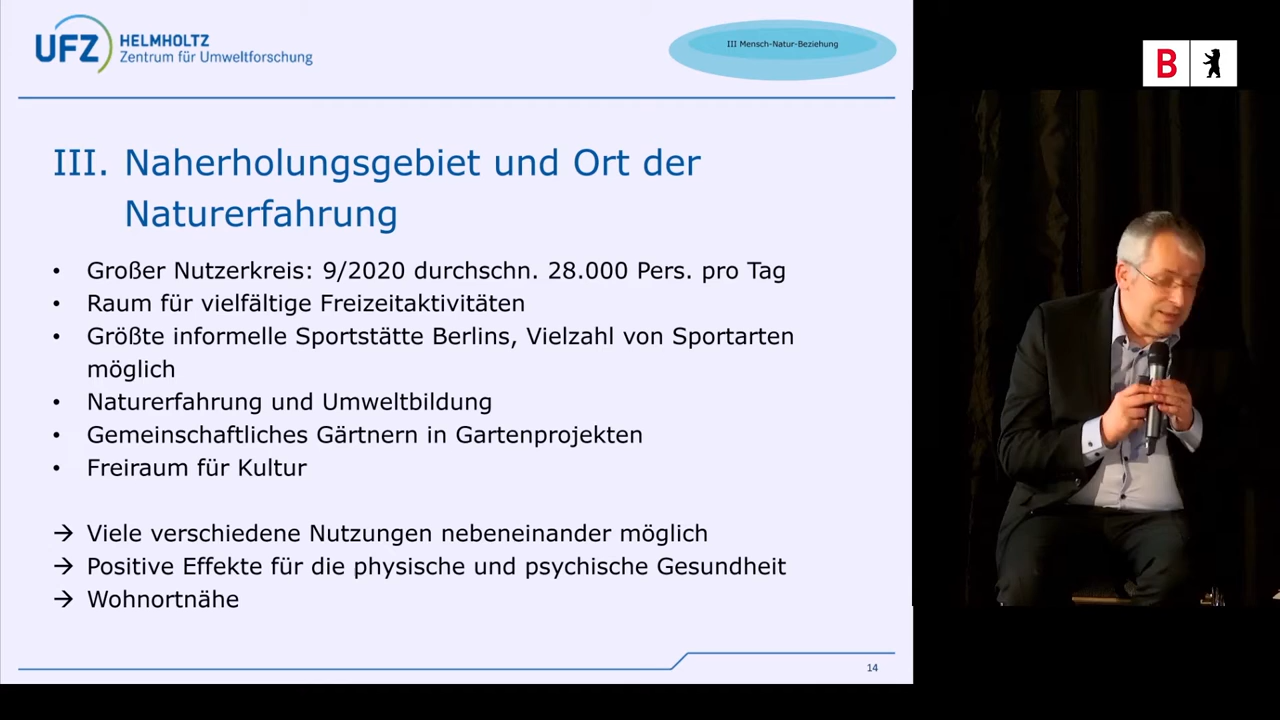 UFZ HELMHOLTZ
Zentrum für Umweltforschung
III Mensch-Natur-Beziehung
B
III. Naherholungsgebiet und Ort der
Naturerfahrung
• Großer Nutzerkreis: 9/2020 durchschn. 28.000 Pers. pro Tag
• Raum für vielfältige Freizeitaktivitäten
• Größte informelle Sportstätte Berlins, Vielzahl von Sportarten
möglich
• Naturerfahrung und Umweltbildung
• Gemeinschaftliches Gärtnern in Gartenprojekten
• Freiraum für Kultur
→ Viele verschiedene Nutzungen nebeneinander möglich
→ Positive Effekte für die physische und psychische Gesundheit
→ Wohnortnähe
14